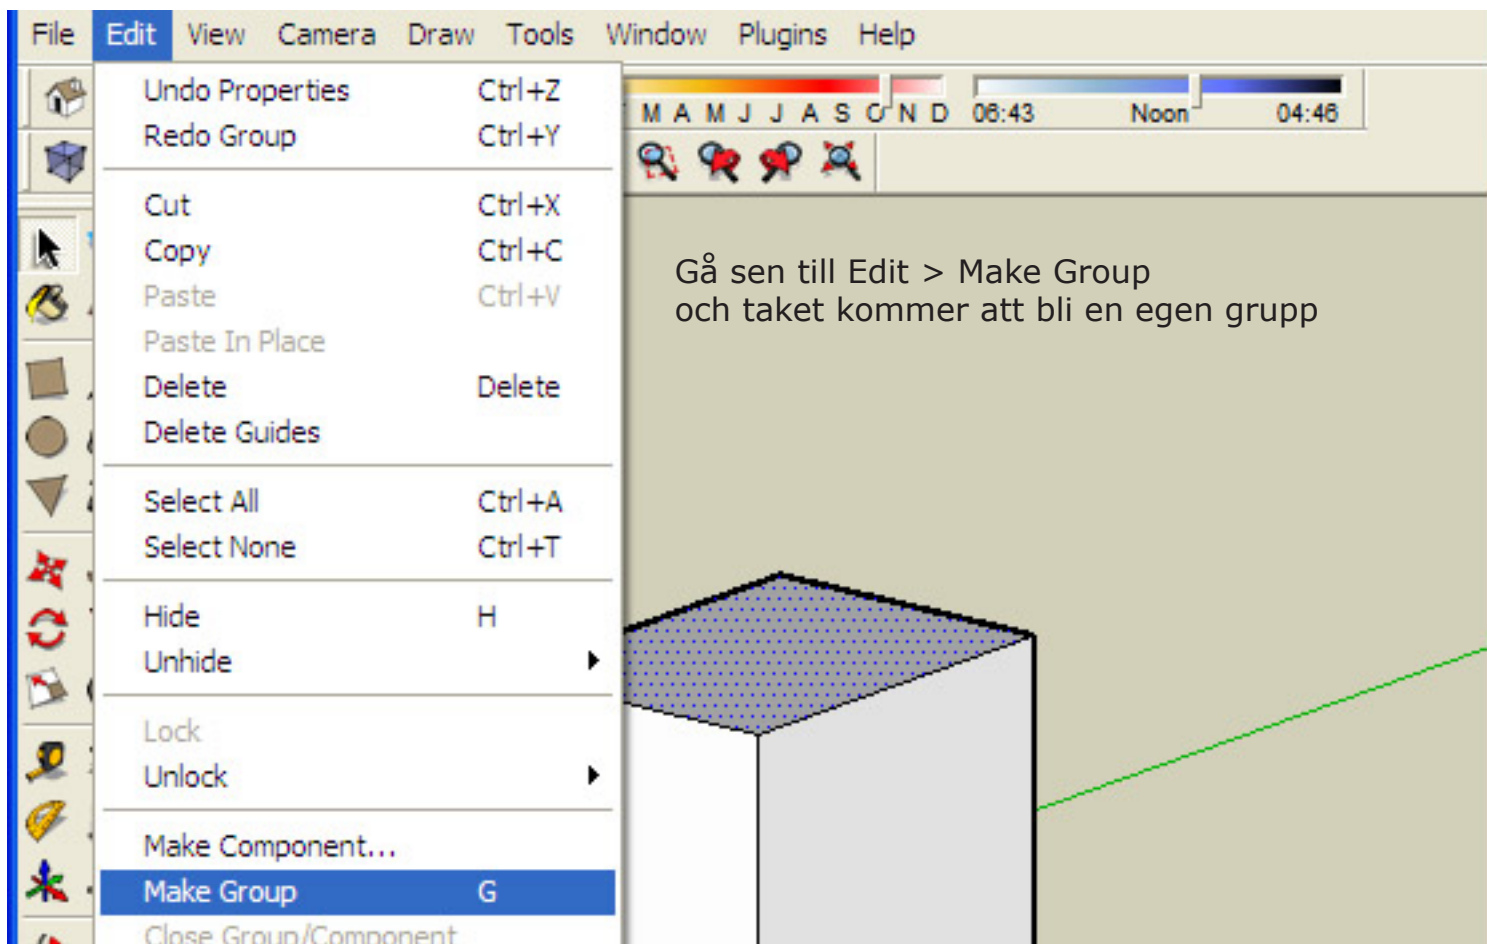 File Edit View Camera Draw Tools Window Plugins Help
Undo Properties Ctrl+Z
Redo Group Ctrl+Y
M A M J J A S O N D 06:43 Noon 04:46
Cut Ctrl+X
Copy Ctrl+C
Paste Ctrl+V
Paste In Place
Delete Delete
Delete Guides
Select All Ctrl+A
Select None Ctrl+T
Hide H
Unhide
Lock
Unlock
Make Component...
Make Group G
Close Group/Component
Gå sen till Edit > Make Group
och taket kommer att bli en egen grupp